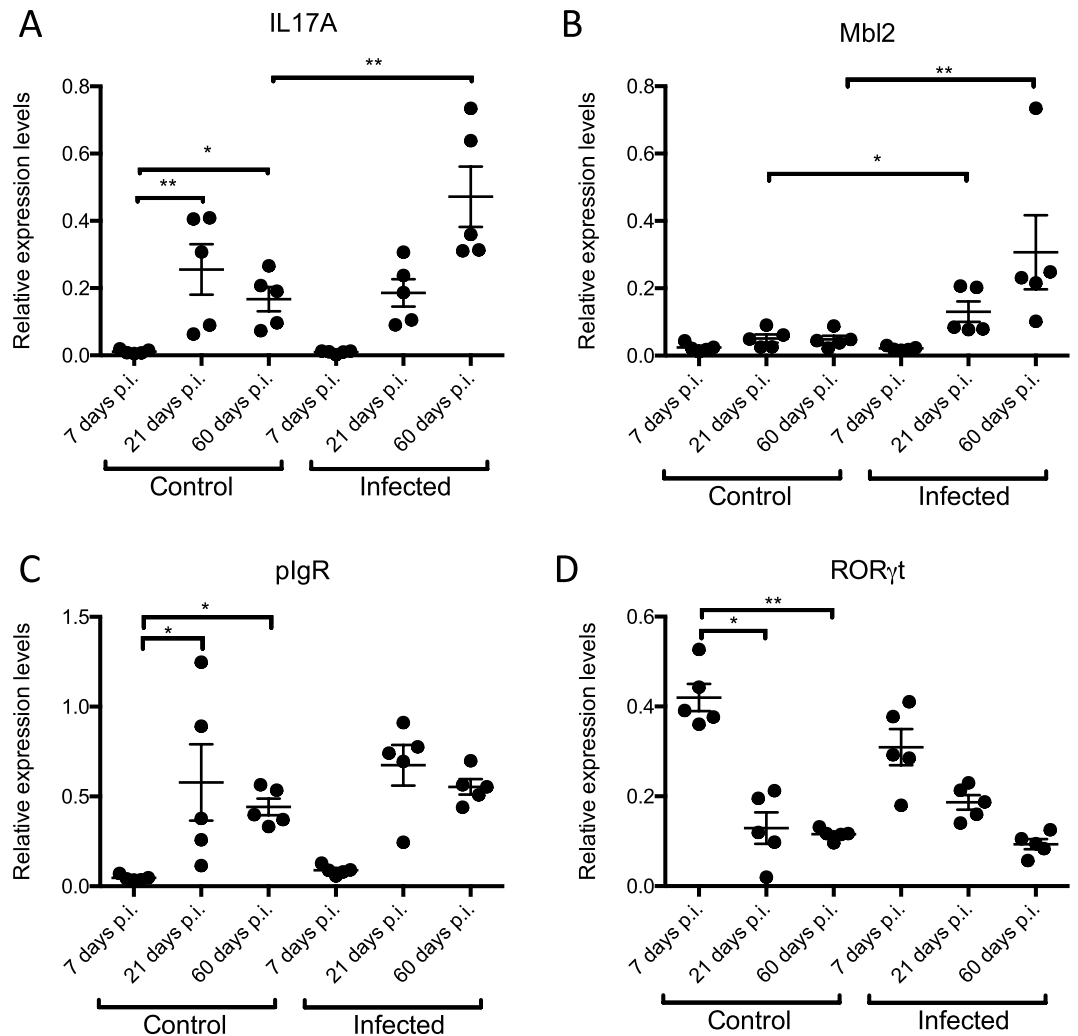 A
IL17A
Relative expression levels
0.8
0.6
0.4
0.2
0.0
**
*
**
7 days p.i.
21 days p.i.
60 days p.i.
7 days p.i.
21 days p.i.
60 days p.i.
Control
Infected
B
Mbl2
Relative expression levels
0.8
0.6
0.4
0.2
0.0
**
*
7 days p.i.
21 days p.i.
60 days p.i.
7 days p.i.
21 days p.i.
60 days p.i.
Control
Infected
C
pIgR
Relative expression levels
1.5
1.0
0.5
0.0
*
*
7 days p.i.
21 days p.i.
60 days p.i.
7 days p.i.
21 days p.i.
60 days p.i.
Control
Infected
D
RORγt
Relative expression levels
0.6
0.4
0.2
0.0
**
*
7 days p.i.
21 days p.i.
60 days p.i.
7 days p.i.
21 days p.i.
60 days p.i.
Control
Infected